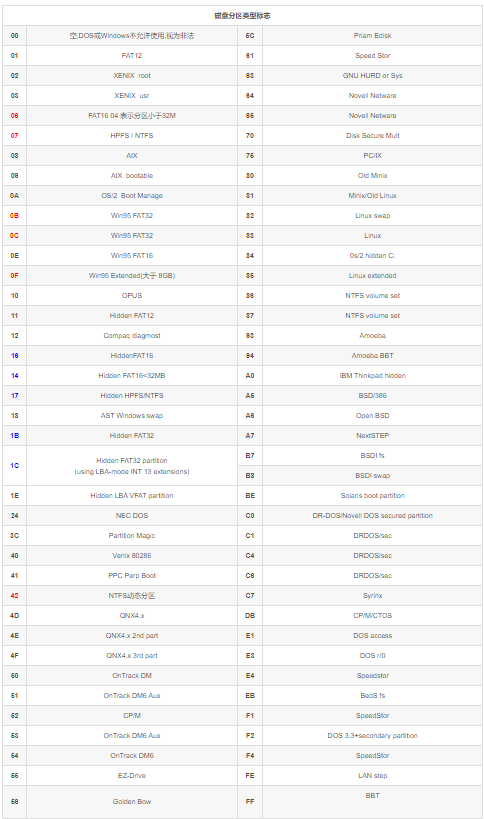 磁盘分区类型标志
00 空,DOS或Windows不允许使用,视为非法 5C Priam Edisk
01 FAT12 61 Speed Stor
02 XENIX root 63 GNU HURD or Sys
03 XENIX usr 64 Novell Netware
06 FAT16 04 表示分区小于32M 65 Novell Netware
07 HPFS / NTFS 70 Disk Secure Mult
08 AIX 75 PC/IX
09 AIX bootable 80 Old Minix
0A OS/2 Boot Manage 81 Minix/Old Linux
0B Win95 FAT32 82 Linux swap
0C Win95 FAT32 83 Linux
0E Win95 FAT16 84 0s/2 hidden C:
0F Win95 Extended(大于 8GB) 85 Linux extended
10 OPUS 86 NTFS volume set
11 Hidden FAT12 87 NTFS volume set
12 Compaq diagmost 93 Amoeba
16 HiddenFAT16 94 Amoeba BBT
14 Hidden FAT16<32MB A0 IBM Thinkpad hidden
17 Hidden HPFS/NTFS A5 BSD/386
18 AST Windows swap A6 Open BSD
1B Hidden FAT32 A7 NextSTEP
1C Hidden FAT32 partition B7 BSDI fs
(using LBA-mode INT 13 extensions) B8 BSDI swap
1E Hidden LBA VFAT partition BE Solaris boot partition
24 NEC DOS C0 DR-DOS/Novell DOS secured partition
3C Partition Magic C1 DRDOS/sec
40 Venix 80286 C4 DRDOS/sec
41 PPC Perp Boot C6 DRDOS/sec
42 NTFS动态分区 C7 Syrinx
4D QNX4.x DB CP/M/CTOS
4E QNX4.x 2nd part E1 DOS access
4F QNX4.x 3rd part E3 DOS r/0
50 OnTrack DM E4 Speedstor
51 OnTrack DM6 Aux EB BeoS fs
52 CP/M F1 SpeedStor
53 OnTrack DM6 Aux F2 DOS 3.3+secondary partition
54 OnTrack DM6 F4 SpeedStor
55 EZ-Drive FE LAN step
56 Golden Bow FF BBT